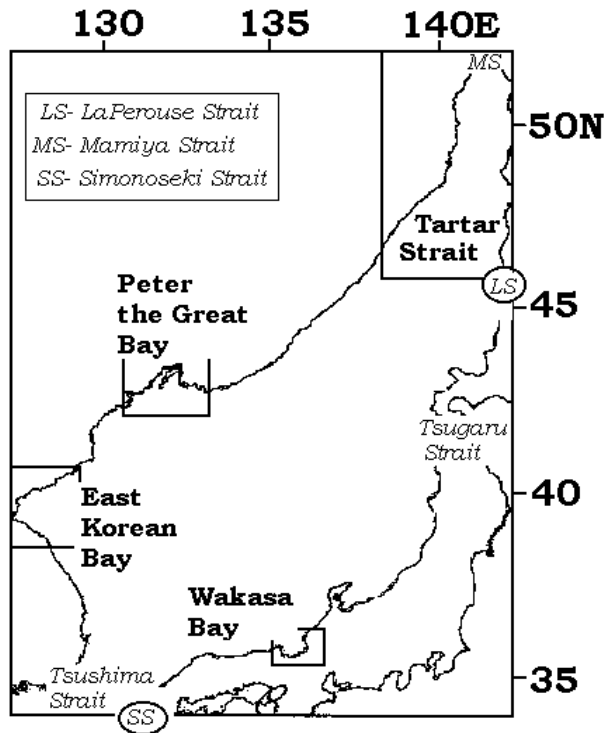 130 135 140E
MS
LS- LaPerouse Strait
MS- Mamiya Strait
SS- Simonoseki Strait
50N
Tartar
Strait
LS
Peter
the Great
Bay
45
Tsugaru
Strait
East
Korean
Bay
40
Wakasa
Bay
Tsushima
Strait
35
SS